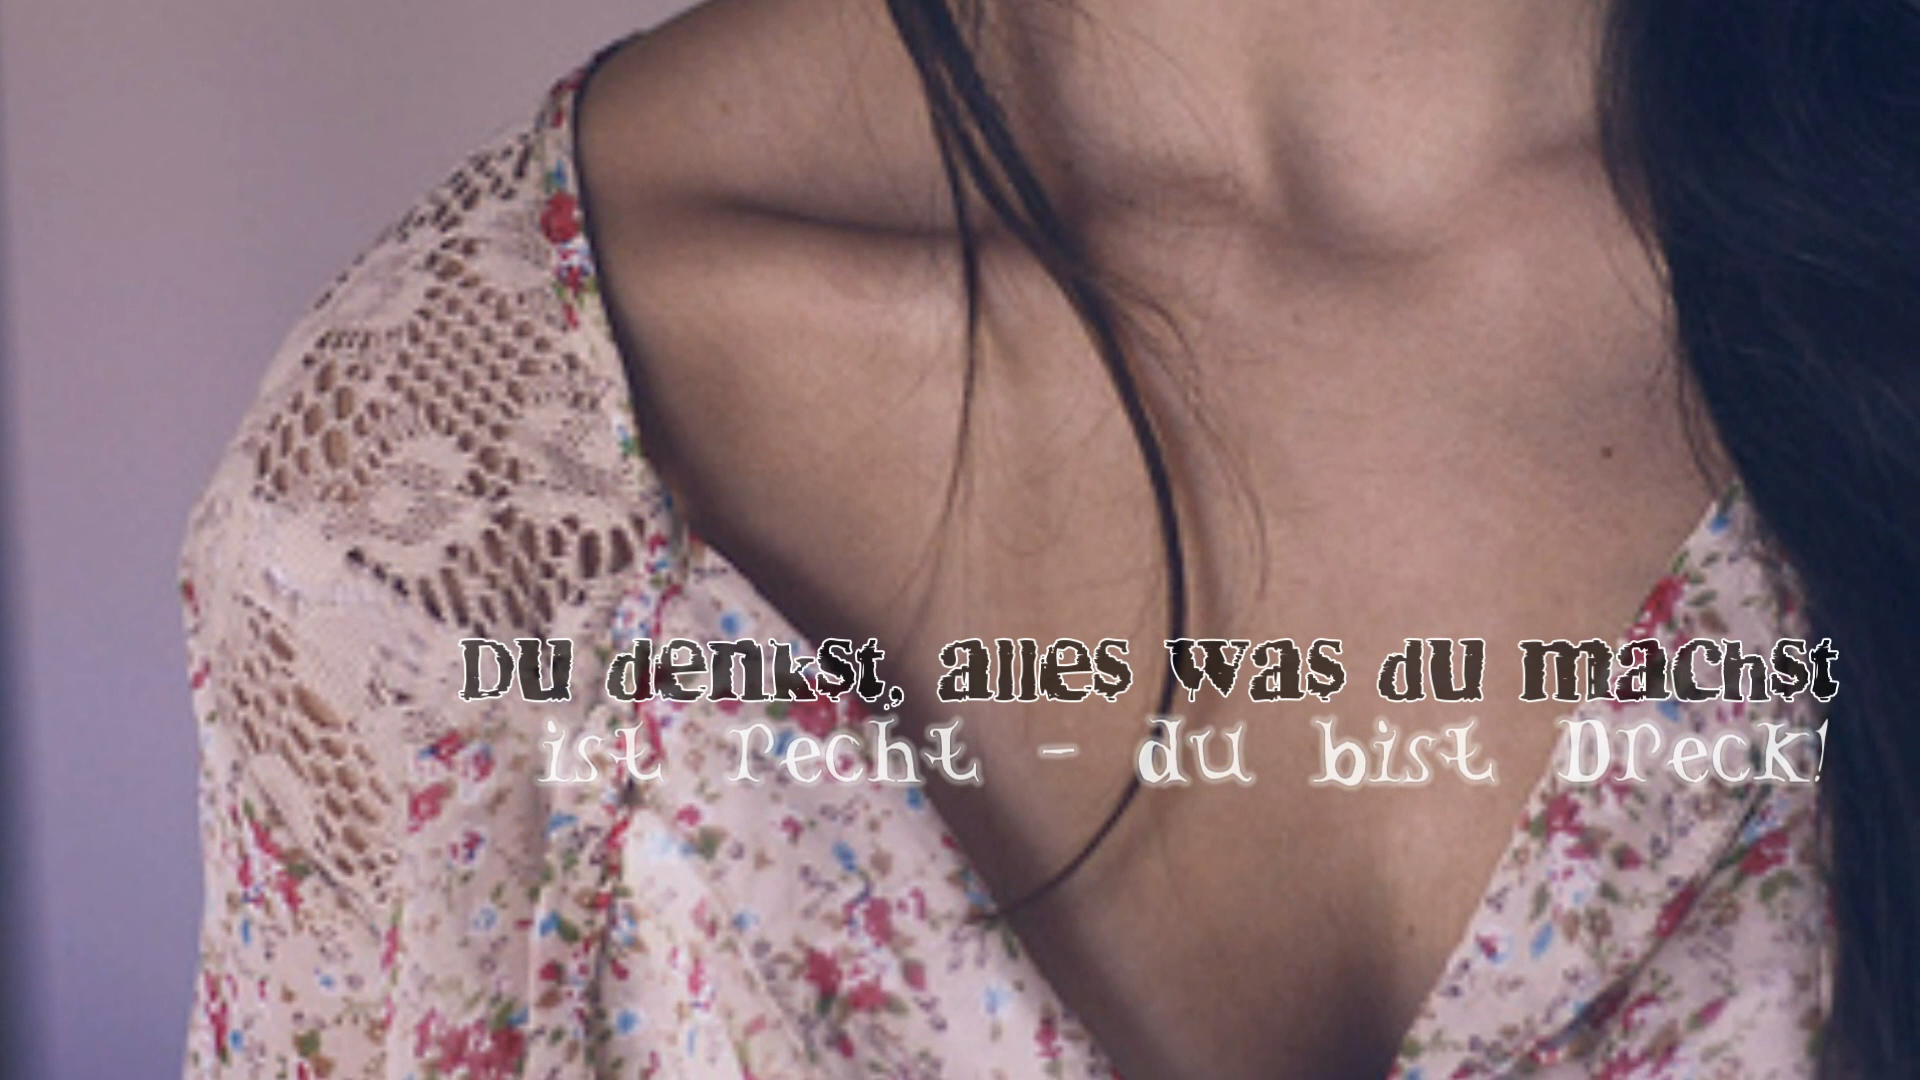 Du denkst, alles was du machst
ist recht - du bist Dreck!